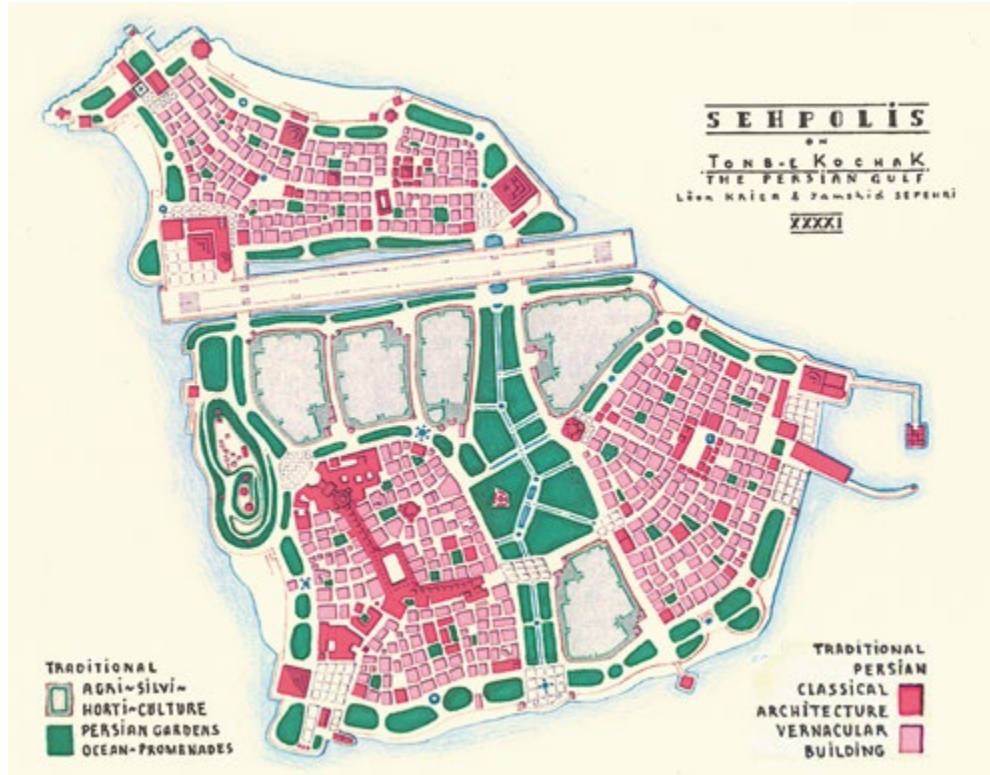 SEHPOLIS
ON
TONB-E KOCHAK
THE PERSIAN GULF
Léon KRIER & Jamshid SEPEHRI
XXXXI
TRADITIONAL
AGRI~SILVI~
HORTI~CULTURE
PERSIAN GARDENS
OCEAN-PROMENADES
TRADITIONAL
PERSIAN
CLASSICAL
ARCHITECTURE
VERNACULAR
BUILDING